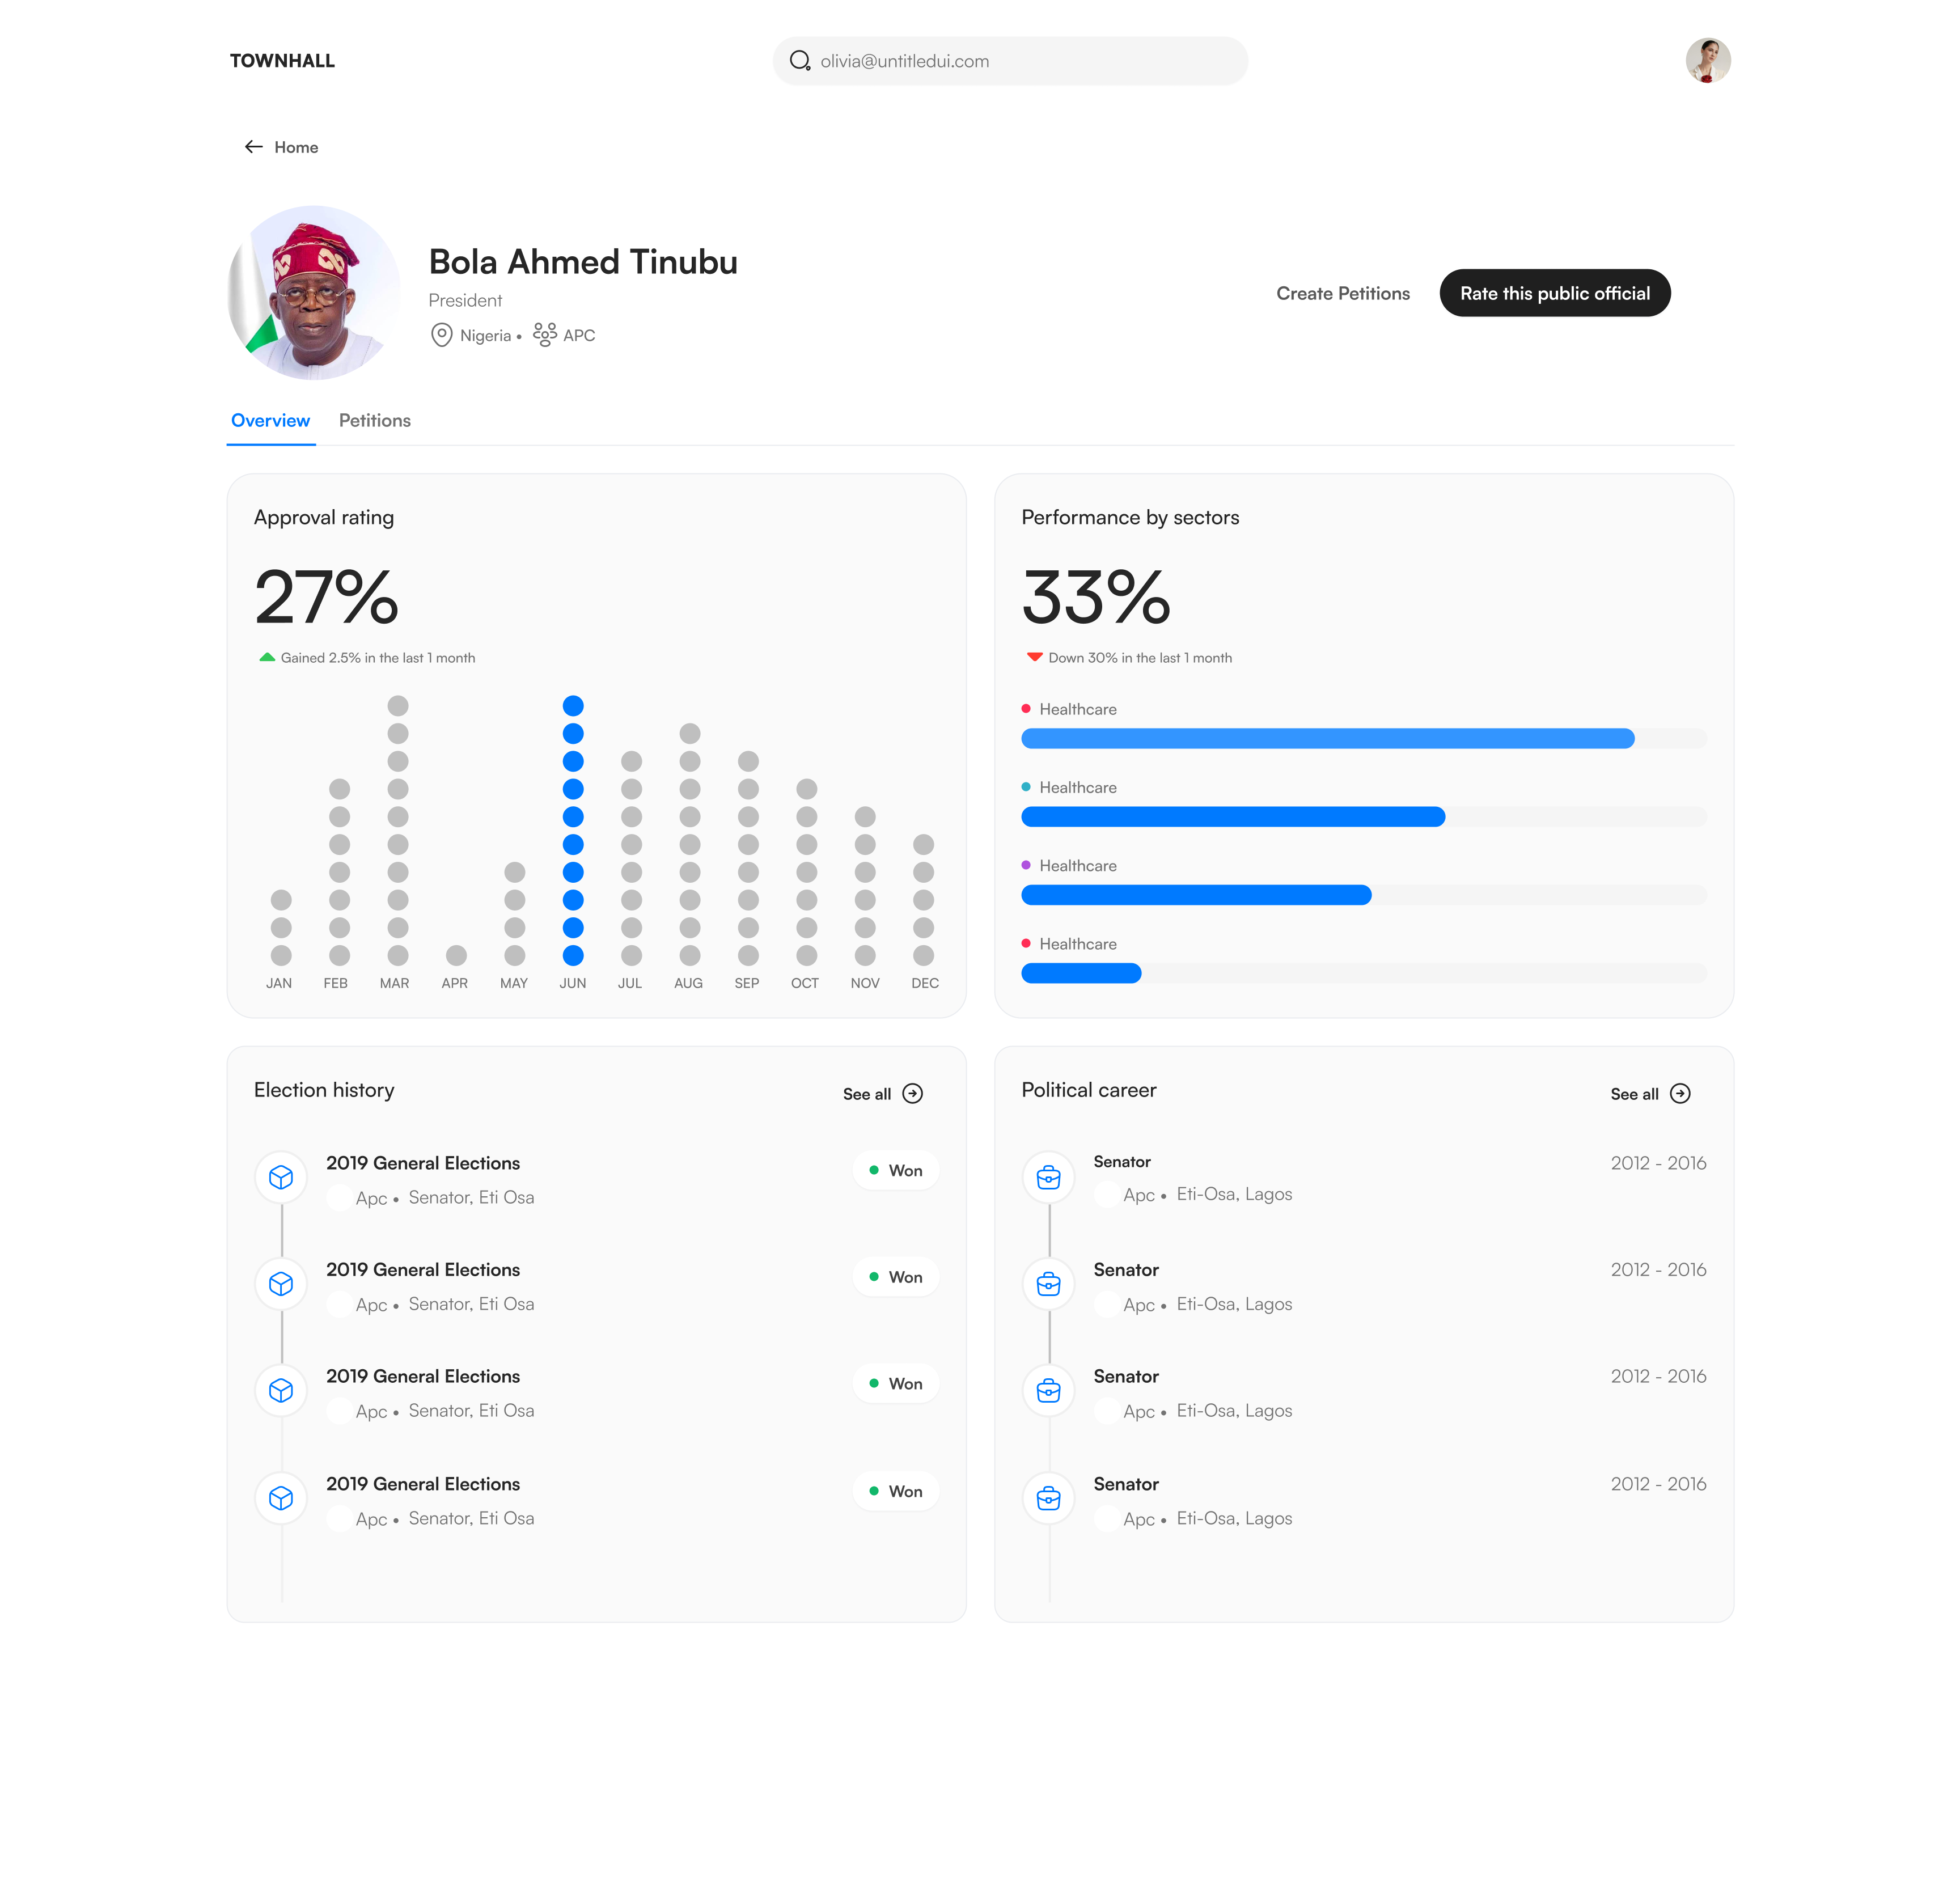 TOWNHALL
olivia@untitledui.com
Home
Bola Ahmed Tinubu
President
Nigeria • APC
Create Petitions
Rate this public official
Overview Petitions
Approval rating
27%
Gained 2.5% in the last 1 month
JAN FEB MAR APR MAY JUN JUL AUG SEP OCT NOV DEC
Performance by sectors
33%
Down 30% in the last 1 month
Healthcare
Healthcare
Healthcare
Healthcare
Election history
See all
2019 General Elections
Won
Apc • Senator, Eti Osa
2019 General Elections
Won
Apc • Senator, Eti Osa
2019 General Elections
Won
Apc • Senator, Eti Osa
2019 General Elections
Won
Apc • Senator, Eti Osa
Political career
See all
Senator
2012 - 2016
Apc • Eti-Osa, Lagos
Senator
2012 - 2016
Apc • Eti-Osa, Lagos
Senator
2012 - 2016
Apc • Eti-Osa, Lagos
Senator
2012 - 2016
Apc • Eti-Osa, Lagos